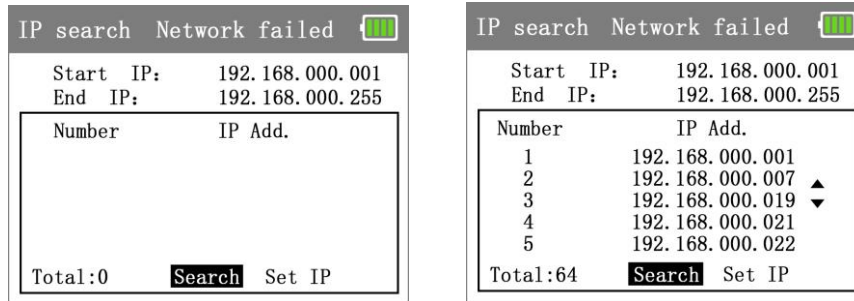 IP search Network failed
Start IP: 192.168.000.001
End IP: 192.168.000.255
Number IP Add.
Total:0 Search Set IP
IP search Network failed
Start IP: 192.168.000.001
End IP: 192.168.000.255
Number IP Add.
1 192.168.000.001
2 192.168.000.007
3 192.168.000.019
4 192.168.000.021
5 192.168.000.022
Total:64 Search Set IP